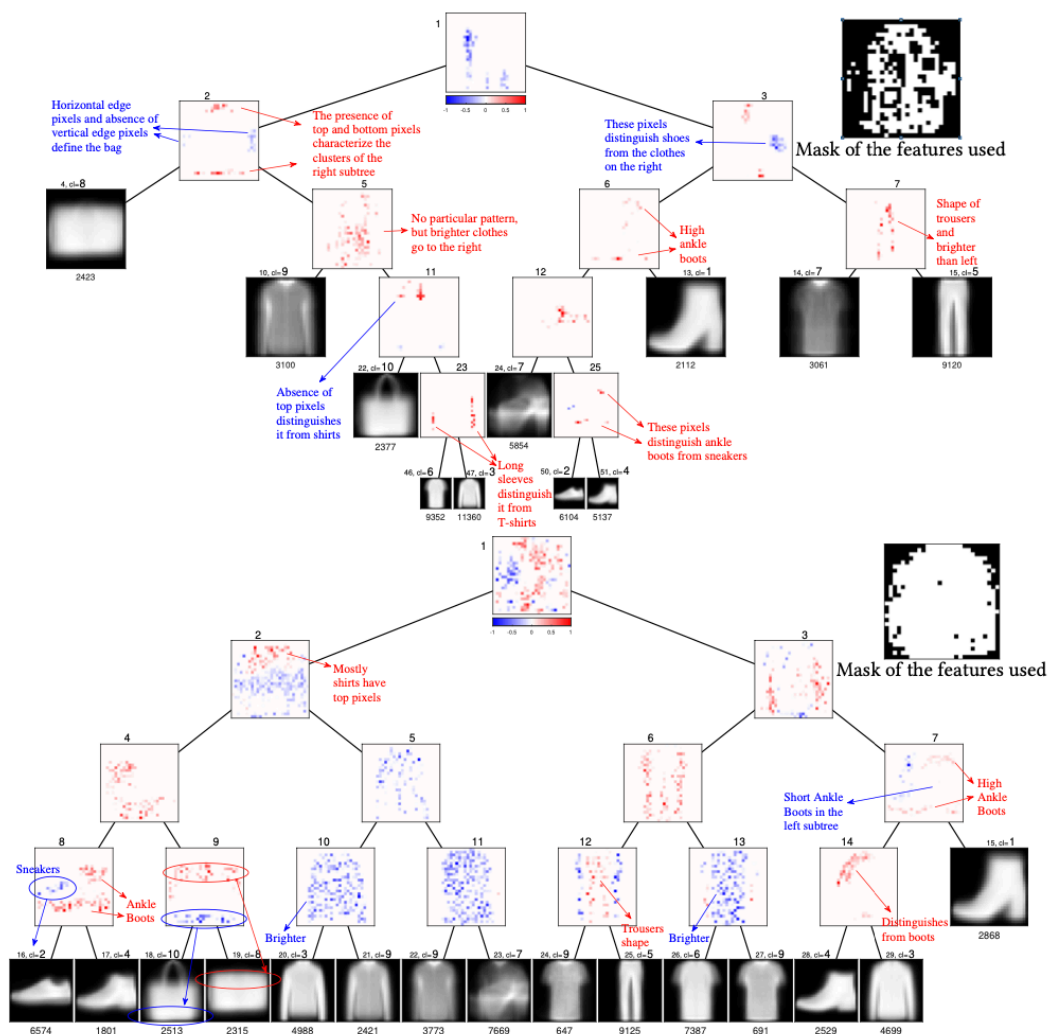 1
-1 -0.5 0 0.5 1
Mask of the features used
2
Horizontal edge
pixels and absence of
vertical edge pixels
define the bag
The presence of
top and bottom pixels
characterize the
clusters of the
right subtree
3
These pixels
distinguish shoes
from the clothes
on the right
4, cl=8
2423
5
No particular pattern,
but brighter clothes
go to the right
6
High
ankle
boots
7
Shape of
trousers
and
brighter
than left
10, cl=9
3100
11
12
13, cl=1
2112
14, cl=7
3061
15, cl=5
9120
Absence of
top pixels
distinguishes
it from shirts
22, cl=10
2377
23
24, cl=7
5854
25
These pixels
distinguish ankle
boots from sneakers
46, cl=6
9352
47, cl=3
11360
Long
sleeves
distinguish
it from
T-shirts
50, cl=2
6104
51, cl=4
5137
1
-1 -0.5 0 0.5 1
Mask of the features used
2
Mostly
shirts have
top pixels
3
4
5
6
7
Short Ankle
Boots in the
left subtree
High
Ankle
Boots
8
Sneakers
Ankle
Boots
9
10
Brighter
11
12
Trousers
shape
13
Brighter
14
Distinguishes
from boots
15, cl=1
2868
16, cl=2
6574
17, cl=4
1801
18, cl=10
2513
19, cl=8
2315
20, cl=3
4988
21, cl=9
2421
22, cl=9
3773
23, cl=7
7669
24, cl=9
647
25, cl=5
9125
26, cl=6
7387
27, cl=9
691
28, cl=4
2529
29, cl=3
4699